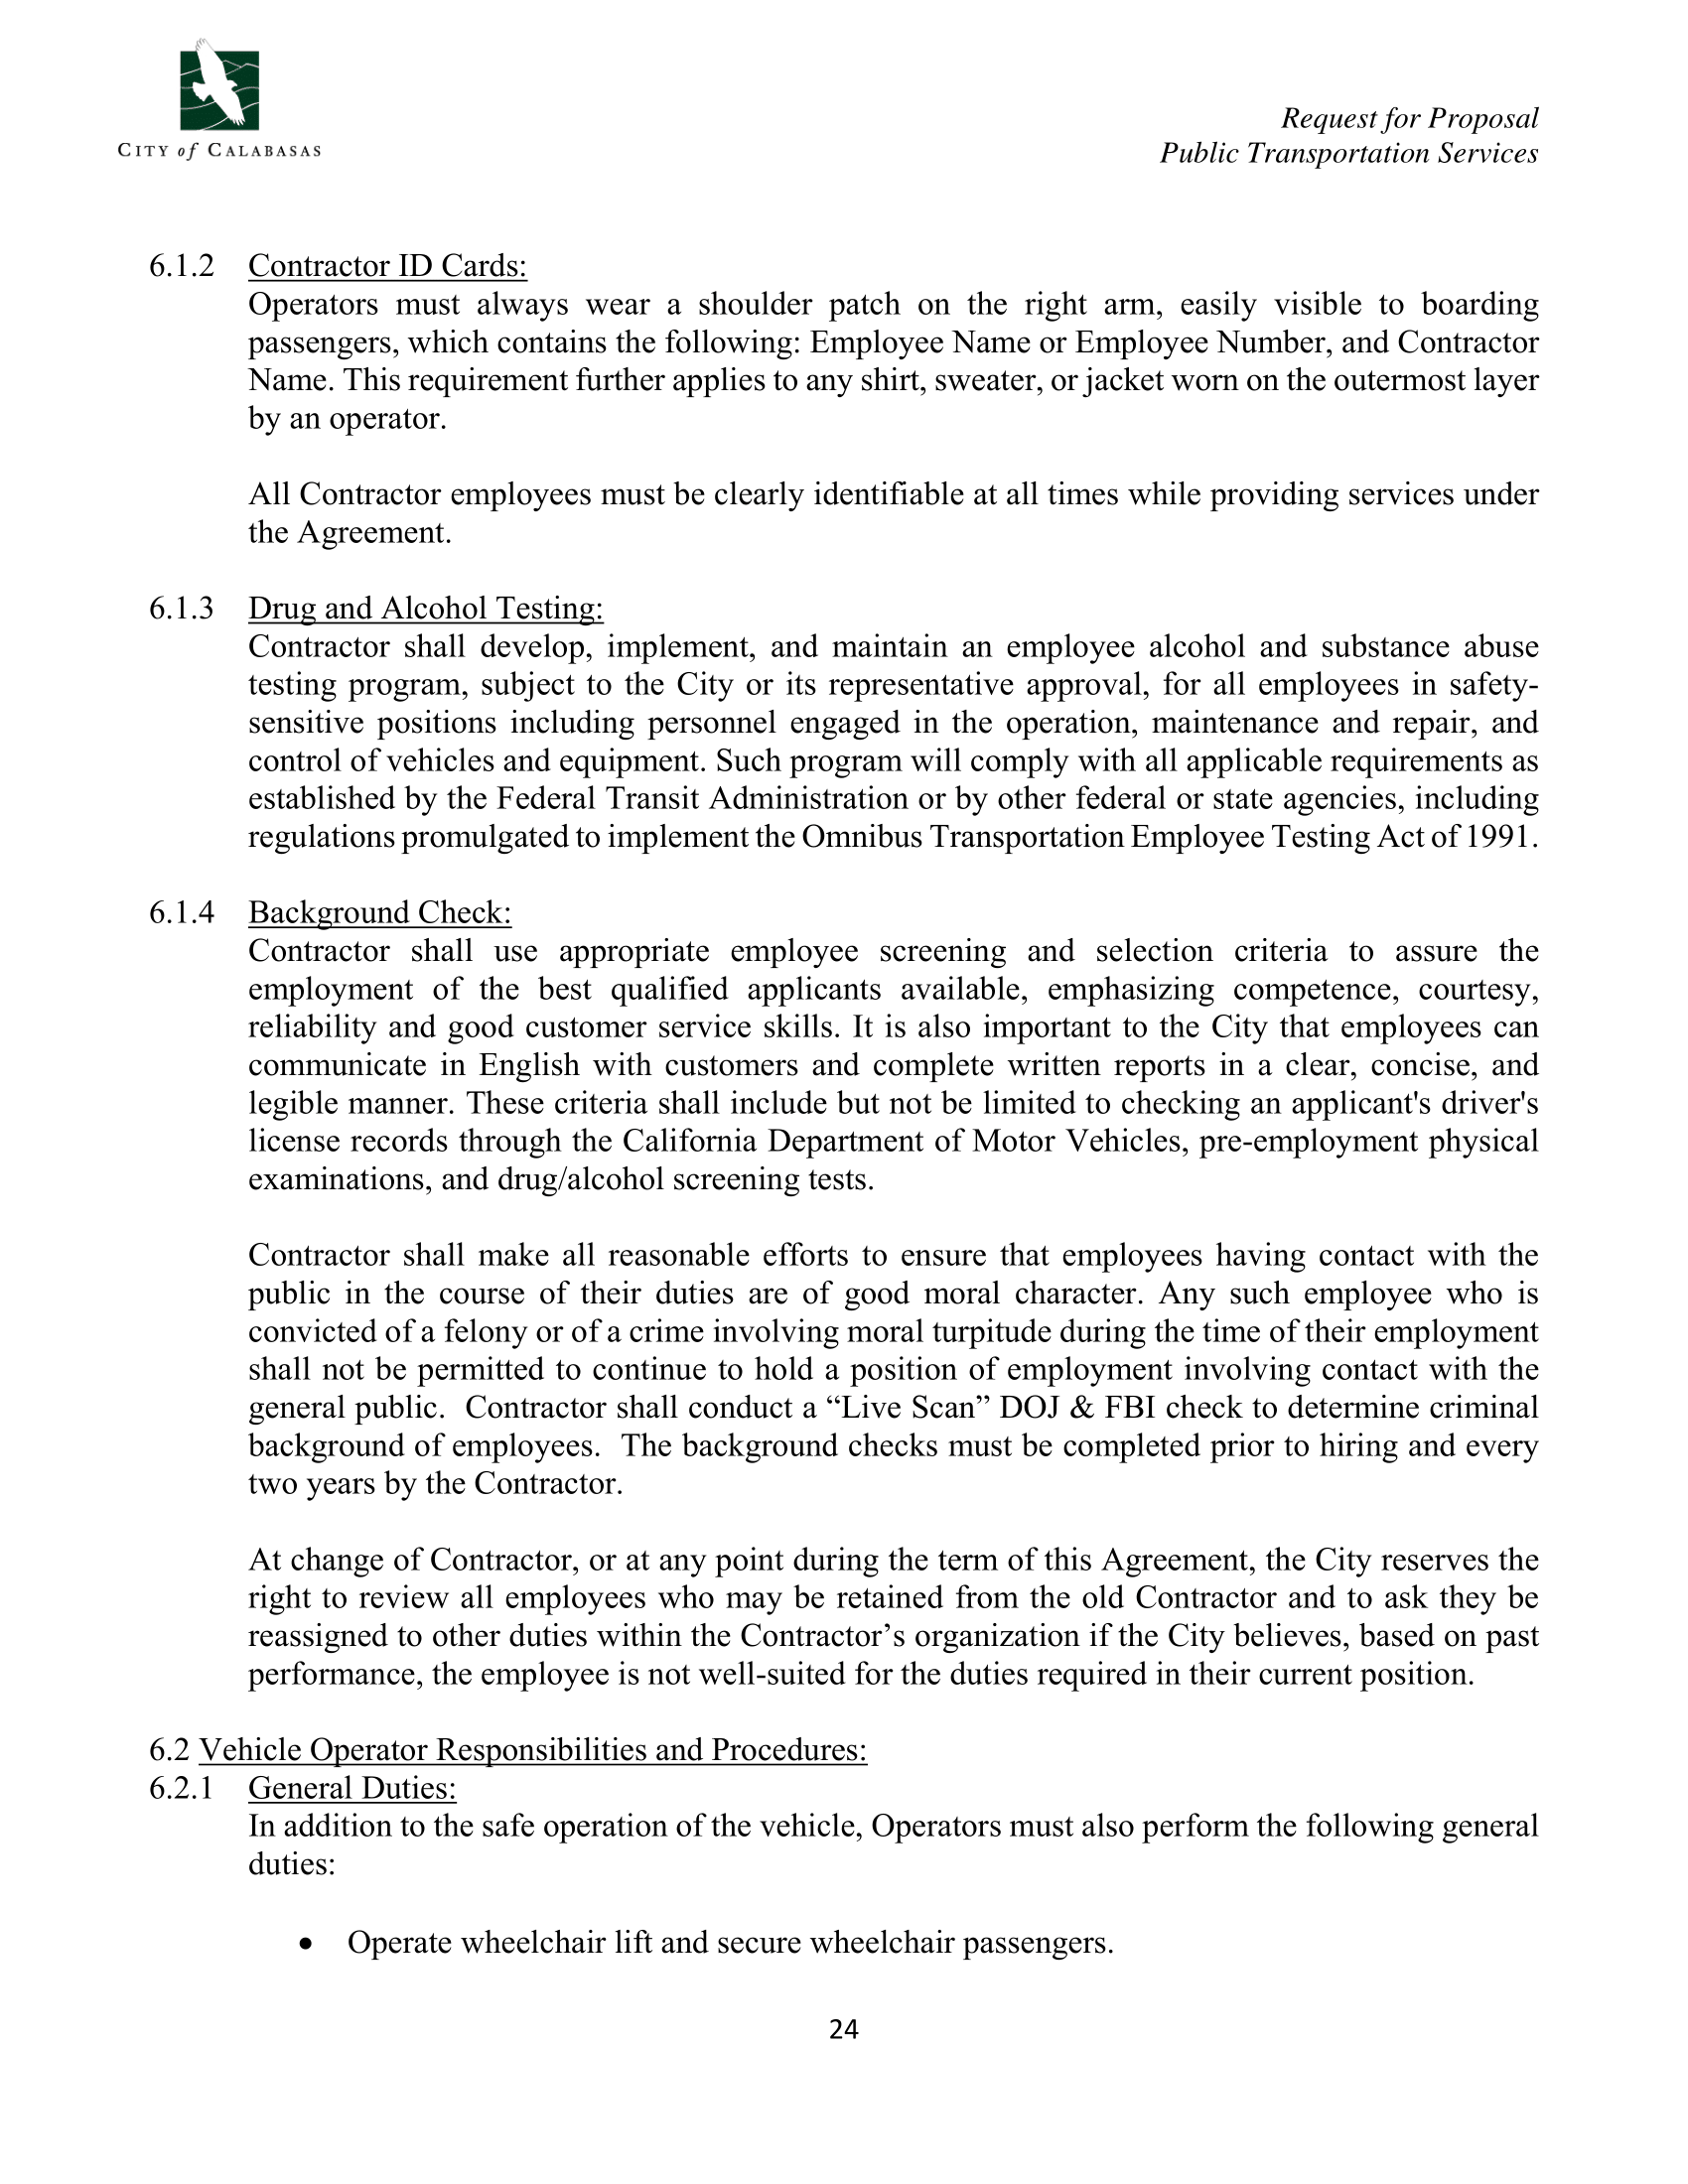 CITY of CALABASAS
Request for Proposal
Public Transportation Services
6.1.2 Contractor ID Cards:
Operators must always wear a shoulder patch on the right arm, easily visible to boarding
passengers, which contains the following: Employee Name or Employee Number, and Contractor
Name. This requirement further applies to any shirt, sweater, or jacket worn on the outermost layer
by an operator.
All Contractor employees must be clearly identifiable at all times while providing services under
the Agreement.
6.1.3 Drug and Alcohol Testing:
Contractor shall develop, implement, and maintain an employee alcohol and substance abuse
testing program, subject to the City or its representative approval, for all employees in safety-
sensitive positions including personnel engaged in the operation, maintenance and repair, and
control of vehicles and equipment. Such program will comply with all applicable requirements as
established by the Federal Transit Administration or by other federal or state agencies, including
regulations promulgated to implement the Omnibus Transportation Employee Testing Act of 1991.
6.1.4 Background Check:
Contractor shall use appropriate employee screening and selection criteria to assure the
employment of the best qualified applicants available, emphasizing competence, courtesy,
reliability and good customer service skills. It is also important to the City that employees can
communicate in English with customers and complete written reports in a clear, concise, and
legible manner. These criteria shall include but not be limited to checking an applicant's driver's
license records through the California Department of Motor Vehicles, pre-employment physical
examinations, and drug/alcohol screening tests.
Contractor shall make all reasonable efforts to ensure that employees having contact with the
public in the course of their duties are of good moral character. Any such employee who is
convicted of a felony or of a crime involving moral turpitude during the time of their employment
shall not be permitted to continue to hold a position of employment involving contact with the
general public.  Contractor shall conduct a “Live Scan” DOJ & FBI check to determine criminal
background of employees.  The background checks must be completed prior to hiring and every
two years by the Contractor.
At change of Contractor, or at any point during the term of this Agreement, the City reserves the
right to review all employees who may be retained from the old Contractor and to ask they be
reassigned to other duties within the Contractor’s organization if the City believes, based on past
performance, the employee is not well-suited for the duties required in their current position.
6.2 Vehicle Operator Responsibilities and Procedures:
6.2.1 General Duties:
In addition to the safe operation of the vehicle, Operators must also perform the following general
duties:
• Operate wheelchair lift and secure wheelchair passengers.
24